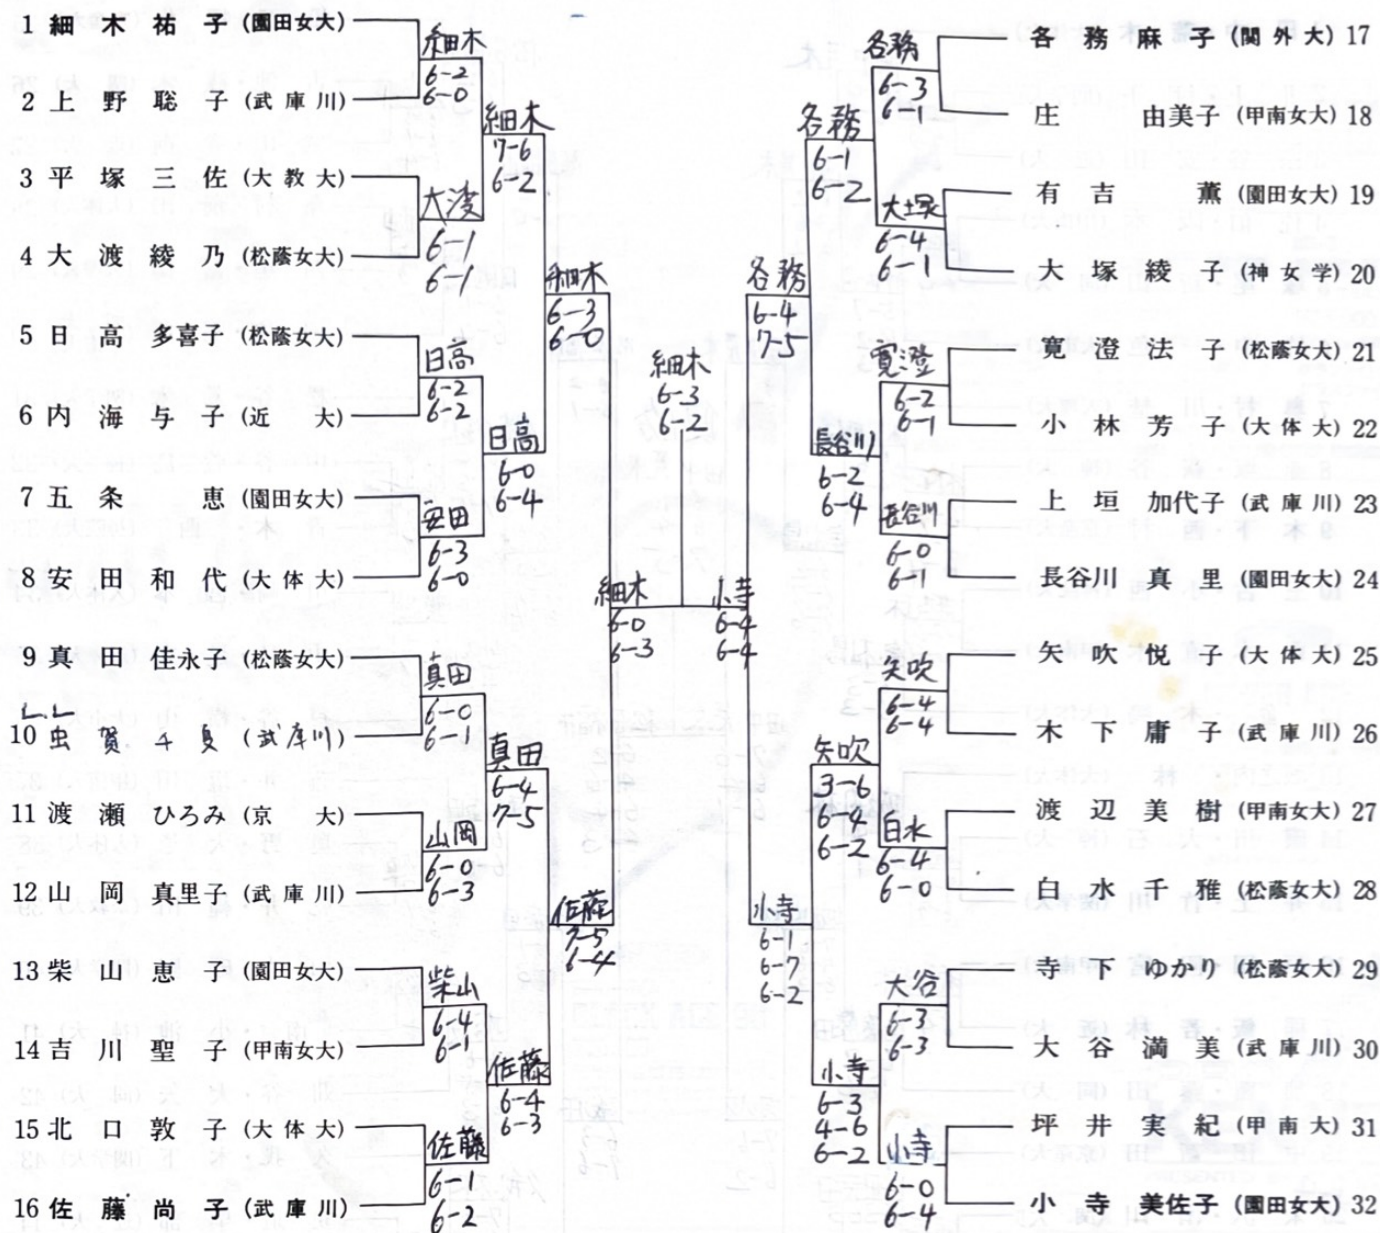 1 細木祐子 (園田女大)
2 上野聡子 (武庫川)
3 平塚三佐 (大教大)
4 大渡綾乃 (松蔭女大)
5 日高多喜子 (松蔭女大)
6 内海与子 (近大)
7 五条恵 (園田女大)
8 安田和代 (大体大)
9 真田佳永子 (松蔭女大)
LL
10 虫賀千夏 (武庫川)
11 渡瀬ひろみ (京大)
12 山岡真里子 (武庫川)
13 柴山恵子 (園田女大)
14 吉川聖子 (甲南女大)
15 北口敦子 (大体大)
16 佐藤尚子 (武庫川)
細木
6-2
6-0
大渡
6-1
6-1
日高
6-2
6-2
安田
6-3
6-0
真田
6-0
6-1
山岡
6-0
6-3
柴山
6-4
6-1
佐藤
6-1
6-2
細木
7-6
6-2
日高
6-0
6-4
真田
6-4
7-5
佐藤
6-4
6-3
細木
6-3
6-0
佐藤
7-5
6-4
細木
6-0
6-3
細木
6-3
6-2
小寺
6-4
6-4
各務
6-4
7-5
小寺
6-1
6-7
6-2
各務
6-1
6-2
長谷川
6-2
6-4
矢吹
3-6
6-4
6-2
小寺
6-3
4-6
6-2
各務
6-3
6-1
大塚
6-4
6-1
寛澄
6-2
6-1
長谷川
6-0
6-1
矢吹
6-4
6-4
白水
6-4
6-0
大谷
6-3
6-3
小寺
6-0
6-4
各務麻子 (関外大) 17
庄由美子 (甲南女大) 18
有吉薫 (園田女大) 19
大塚綾子 (神女学) 20
寛澄法子 (松蔭女大) 21
小林芳子 (大体大) 22
上垣加代子 (武庫川) 23
長谷川真里 (園田女大) 24
矢吹悦子 (大体大) 25
木下庸子 (武庫川) 26
渡辺美樹 (甲南女大) 27
白水千雅 (松蔭女大) 28
寺下ゆかり (松蔭女大) 29
大谷満美 (武庫川) 30
坪井実紀 (甲南大) 31
小寺美佐子 (園田女大) 32